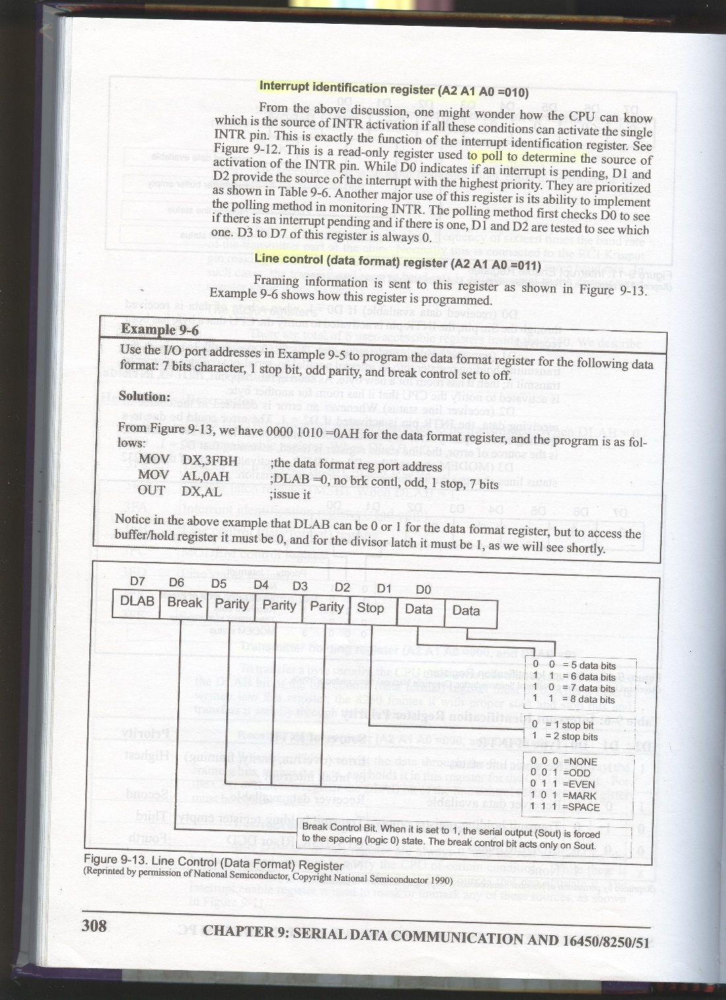 Interrupt identification register (A2 A1 A0 =010)
From the above discussion, one might wonder how the CPU can know
which is the source of INTR activation if all these conditions can activate the single
INTR pin. This is exactly the function of the interrupt identification register. See
Figure 9-12. This is a read-only register used to poll to determine the source of
activation of the INTR pin. While D0 indicates if an interrupt is pending, D1 and
D2 provide the source of the interrupt with the highest priority. They are prioritized
as shown in Table 9-6. Another major use of this register is its ability to implement
the polling method in monitoring INTR. The polling method first checks D0 to see
if there is an interrupt pending and if there is one, D1 and D2 are tested to see which
one. D3 to D7 of this register is always 0.
Line control (data format) register (A2 A1 A0 =011)
Framing information is sent to this register as shown in Figure 9-13.
Example 9-6 shows how this register is programmed.
Example 9-6
Use the I/O port addresses in Example 9-5 to program the data format register for the following data
format: 7 bits character, 1 stop bit, odd parity, and break control set to off.
Solution:
From Figure 9-13, we have 0000 1010 =0AH for the data format register, and the program is as fol-
lows:
MOV DX,3FBH ;the data format reg port address
MOV AL,0AH ;DLAB =0, no brk contl, odd, 1 stop, 7 bits
OUT DX,AL ;issue it
Notice in the above example that DLAB can be 0 or 1 for the data format register, but to access the
buffer/hold register it must be 0, and for the divisor latch it must be 1, as we will see shortly.
D7 D6 D5 D4 D3 D2 D1 D0
DLAB Break Parity Parity Parity Stop Data Data
0 0 = 5 data bits
1 1 = 6 data bits
1 0 = 7 data bits
1 1 = 8 data bits
0 = 1 stop bit
1 = 2 stop bits
0 0 0 =NONE
0 0 1 =ODD
0 1 1 =EVEN
1 0 1 =MARK
1 1 1 =SPACE
Break Control Bit. When it is set to 1, the serial output (Sout) is forced
to the spacing (logic 0) state. The break control bit acts only on Sout.
Figure 9-13. Line Control (Data Format) Register
(Reprinted by permission of National Semiconductor, Copyright National Semiconductor 1990)
308
CHAPTER 9: SERIAL DATA COMMUNICATION AND 16450/8250/51